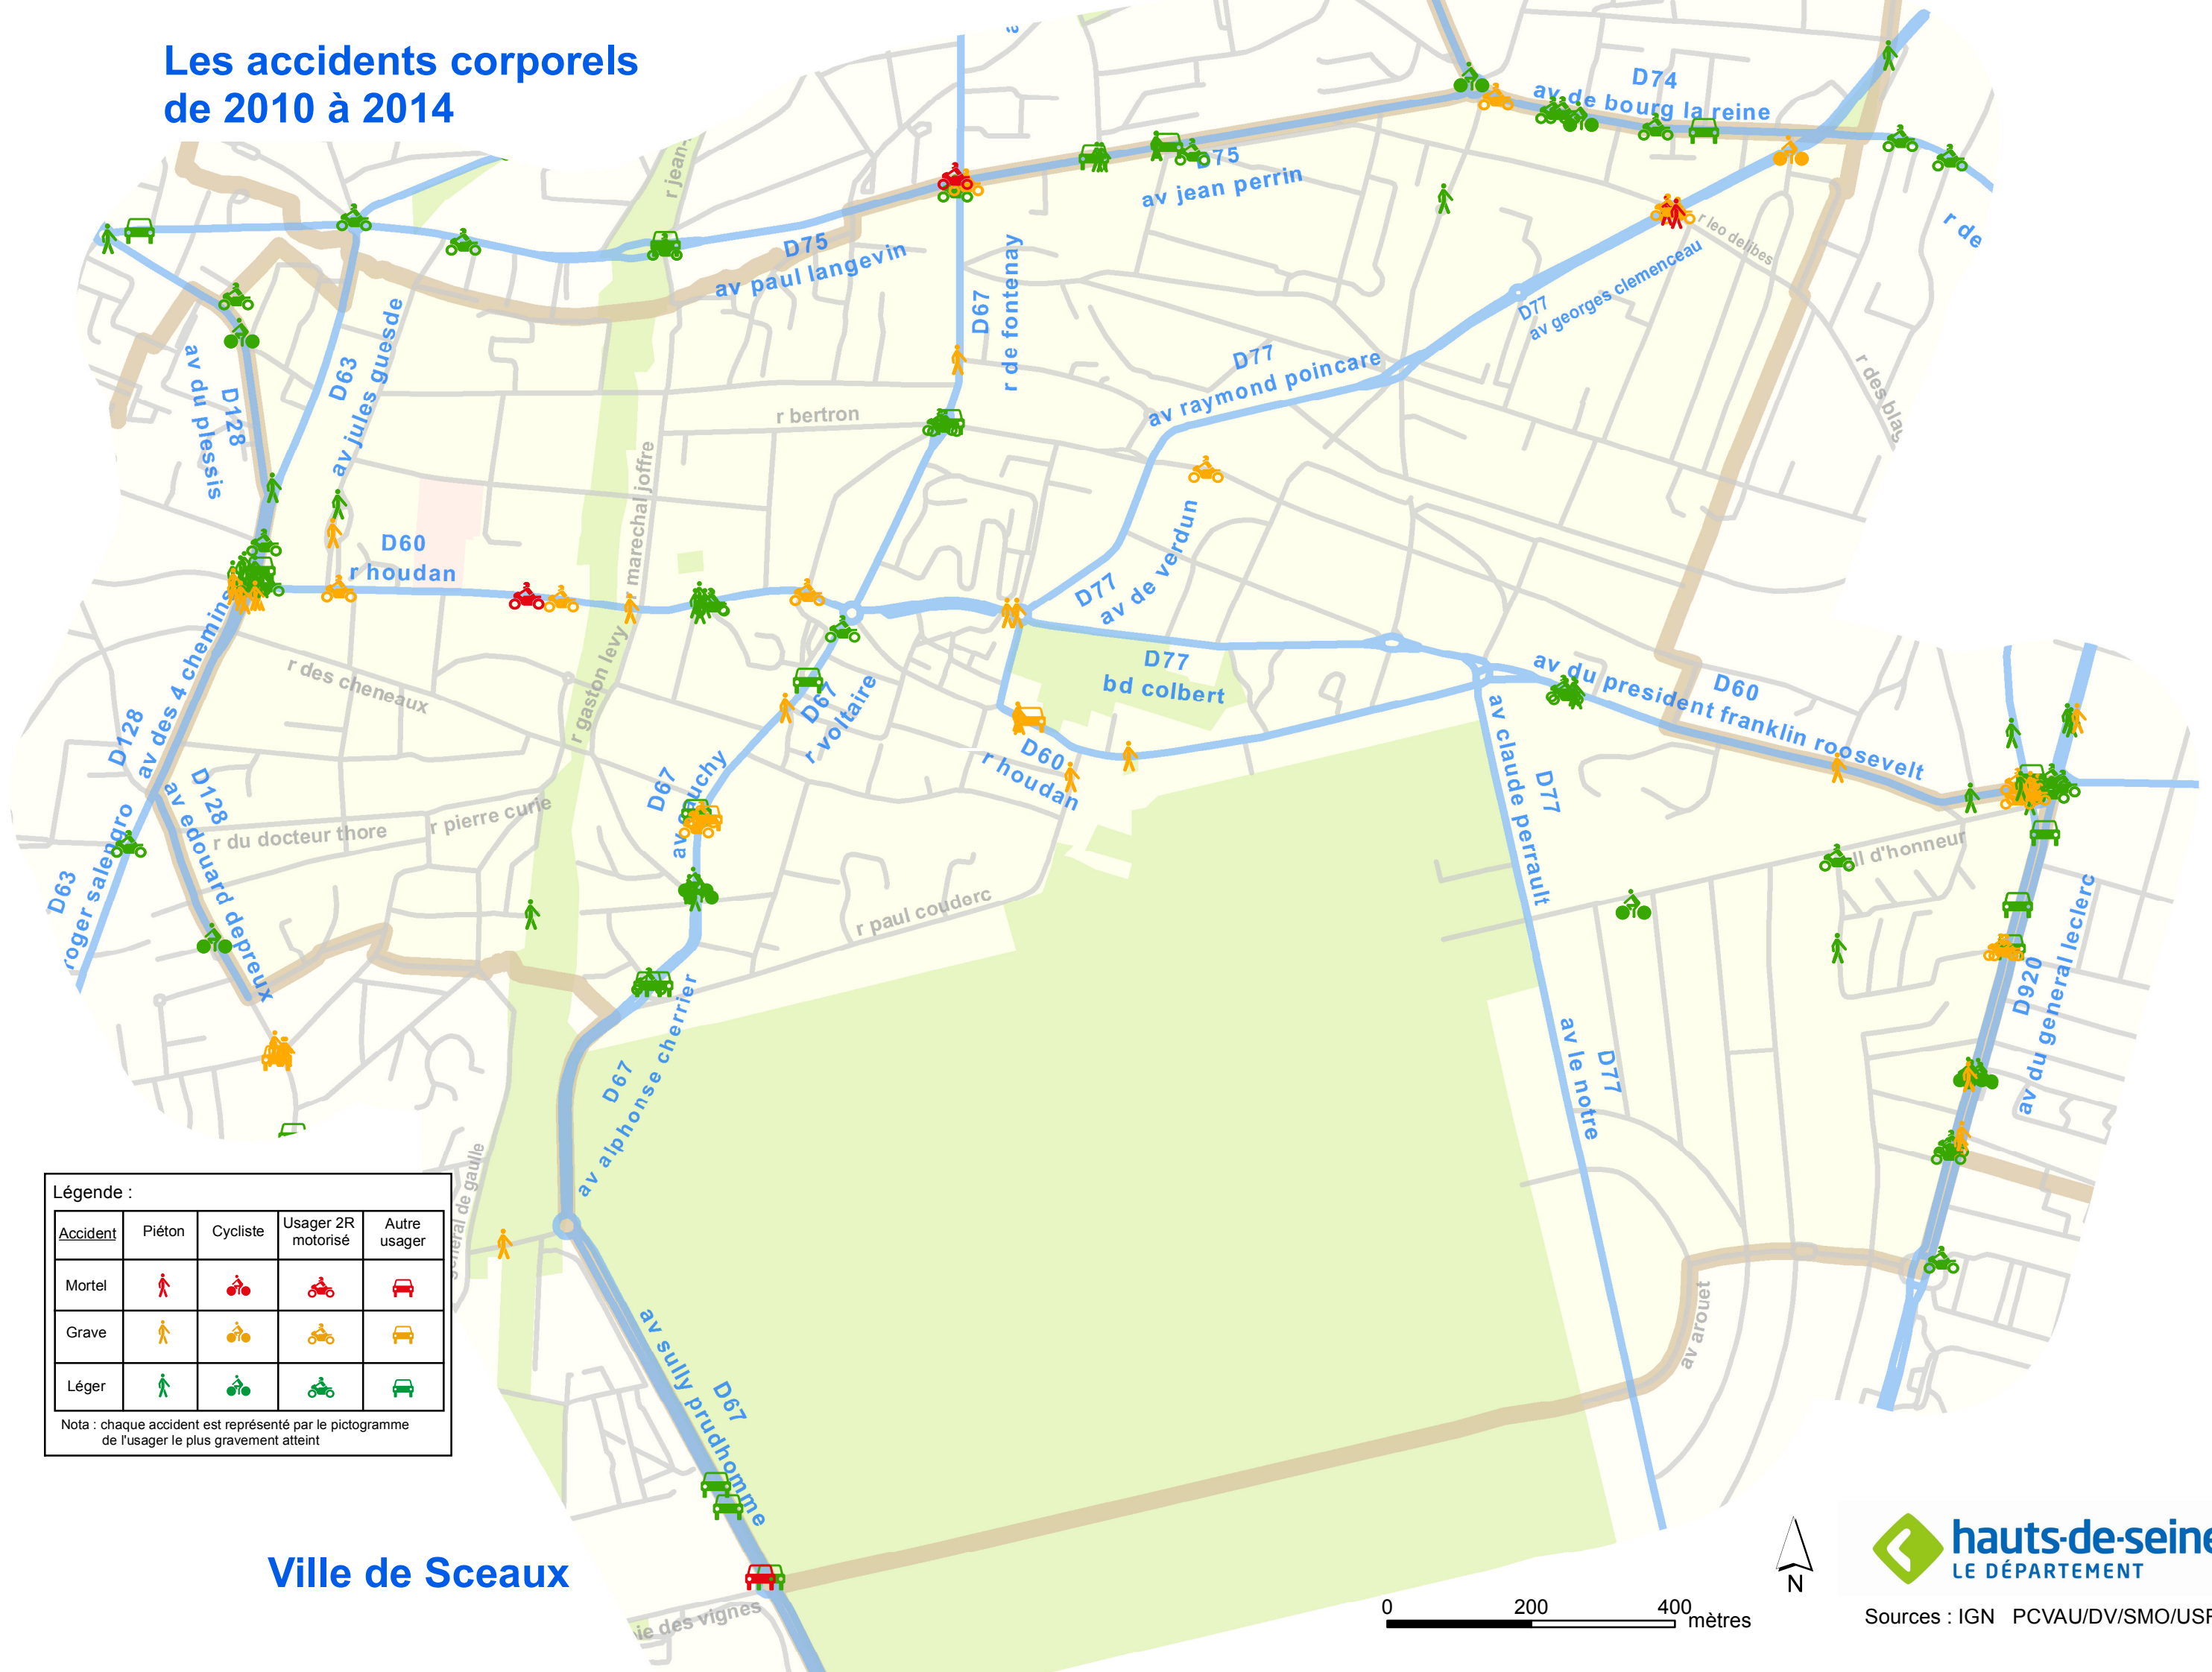 Les accidents corporels
de 2010 à 2014
D74
av de bourg la reine
D75
av jean perrin
r leo delibes
r de
D75
av paul langevin
D67
r de fontenay
D77
av georges clemenceau
D77
av raymond poincare
r bertron
r marechal joffre
D63
av jules guesde
D128
av du plessis
D60
r houdan
D77
av de verdun
D77
bd colbert
av du president franklin roosevelt
D60
r des cheneaux
r gaston levy
D128
av des 4 chemins
D67
r voltaire
D60
r houdan
D67
D77
av claude perrault
D128
av edouard depreux
r du docteur thore
r pierre curie
D63
roger salengro
r paul couderc
ll d'honneur
D920
av du general leclerc
D67
av alphonse cherrier
D77
av le notre
av arouet
D67
av sully prudhomme
ie des vignes
Légende :
Accident Piéton Cycliste Usager 2R motorisé Autre usager
Mortel
Grave
Léger
Nota : chaque accident est représenté par le pictogramme
de l'usager le plus gravement atteint
Ville de Sceaux
N
0 200 400 mètres
hauts-de-seine
LE DÉPARTEMENT
Sources : IGN PCVAU/DV/SMO/USR